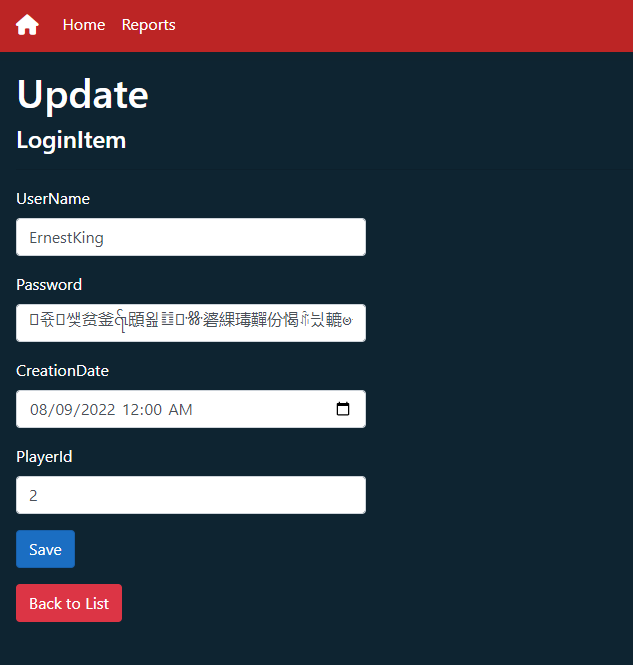 Home Reports
Update
LoginItem
UserName
ErnestKing
Password
CreationDate
08/09/2022 12:00 AM
PlayerId
2
Save
Back to List